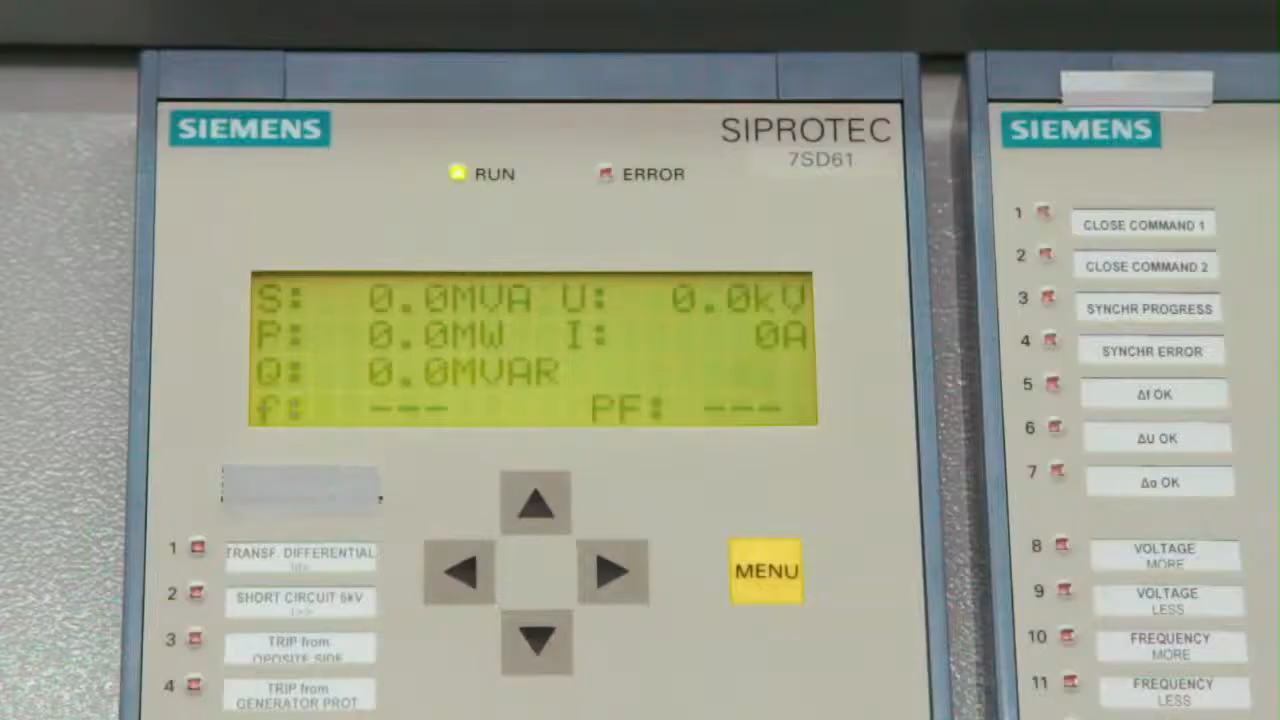 SIEMENS
SIPROTEC
7SD61
RUN
ERROR
S: 0.0MVA U: 0.0kV
P: 0.0MW I: 0A
Q: 0.0MVAR
f: --- PF: ---
MENU
1 TRANSF. DIFFERENTIAL
2 SHORT CIRCUIT 6kV
3 TRIP from
OPOSITE SIDE
4 TRIP from
GENERATOR PROT
SIEMENS
1 CLOSE COMMAND 1
2 CLOSE COMMAND 2
3 SYNCHR PROGRESS
4 SYNCHR ERROR
5 Δf OK
6 ΔU OK
7 Δα OK
8 VOLTAGE
MORE
9 VOLTAGE
LESS
10 FREQUENCY
MORE
11 FREQUENCY
LESS